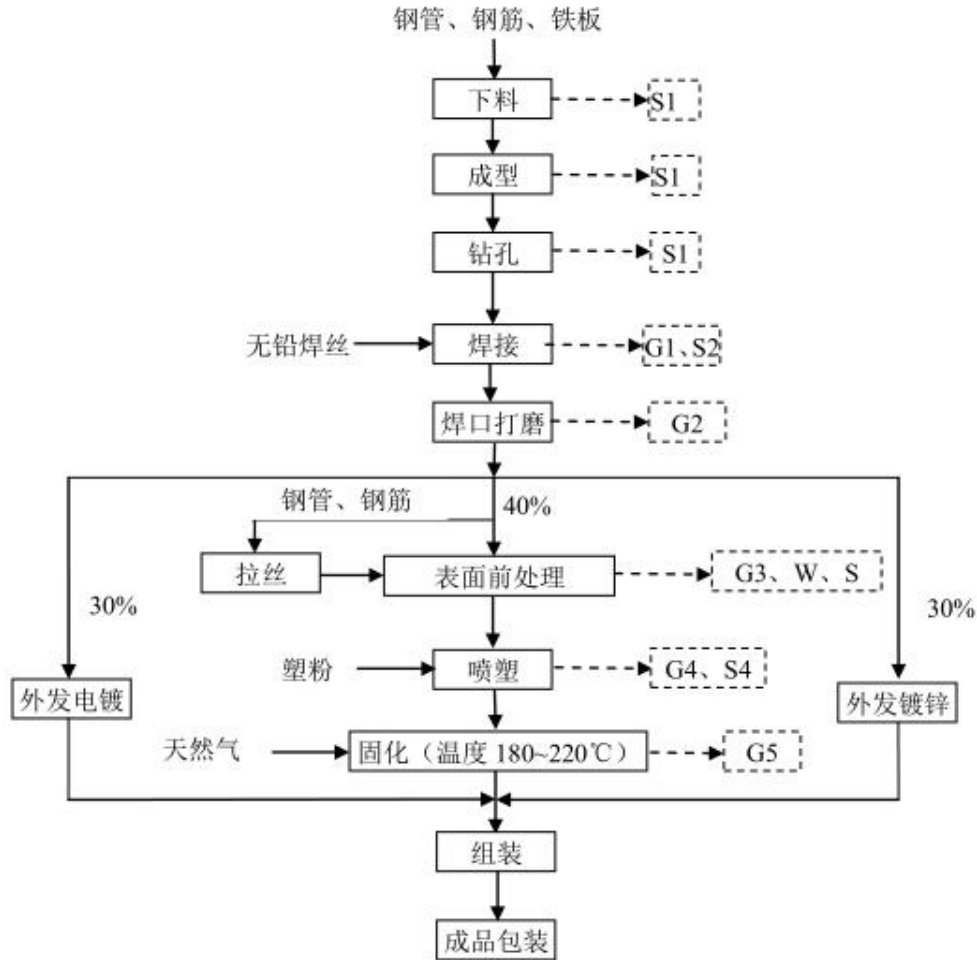 钢管、钢筋、铁板
下料
S1
成型
S1
钻孔
S1
无铅焊丝
焊接
G1、S2
焊口打磨
G2
钢管、钢筋
40%
拉丝
表面前处理
G3、W、S
30%
30%
塑粉
喷塑
G4、S4
外发电镀
外发镀锌
天然气
固化（温度 180~220℃）
G5
组装
成品包装